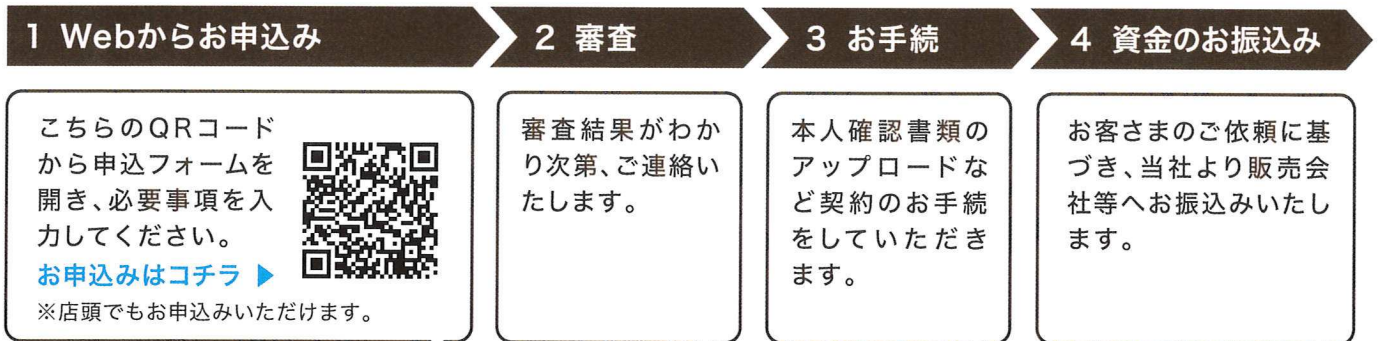 1 Webからお申込み
2 審査
3 お手続
4 資金のお振込み
こちらのQRコード
から申込フォームを
開き、必要事項を入
力してください。
お申込みはコチラ ▶
※店頭でもお申込みいただけます。
審査結果がわか
り次第、ご連絡い
たします。
本人確認書類の
アップロードな
ど契約のお手続
をしていただき
ます。
お客さまのご依頼に基
づき、当社より販売会
社等へお振込みいたし
ます。